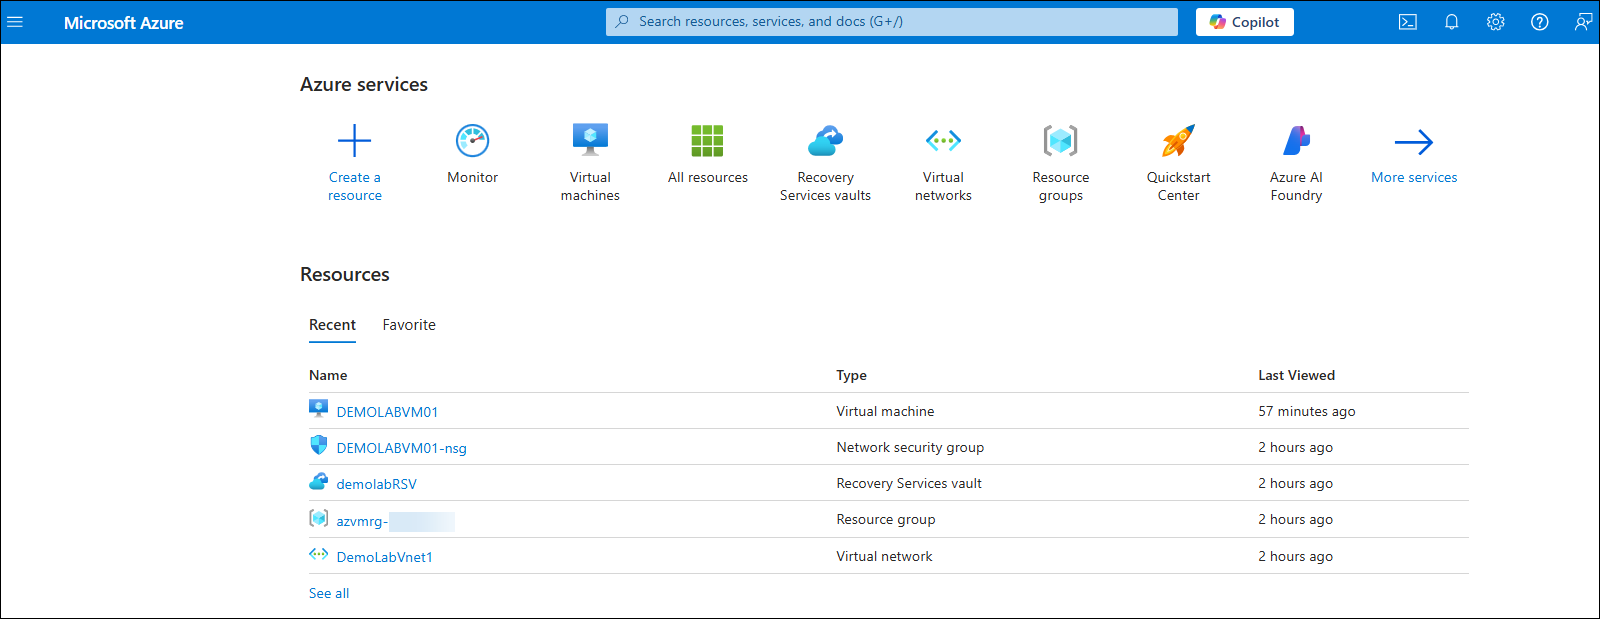 Microsoft Azure
Search resources, services, and docs (G+/)
Copilot
Azure services
Create a
resource
Monitor
Virtual
machines
All resources
Recovery
Services vaults
Virtual
networks
Resource
groups
Quickstart
Center
Azure AI
Foundry
More services
Resources
Recent Favorite
Name Type Last Viewed
DEMOLABVM01 Virtual machine 57 minutes ago
DEMOLABVM01-nsg Network security group 2 hours ago
demolabRSV Recovery Services vault 2 hours ago
azvmrg- Resource group 2 hours ago
DemoLabVnet1 Virtual network 2 hours ago
See all